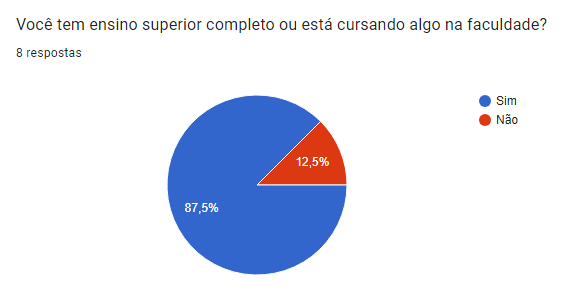 Você tem ensino superior completo ou está cursando algo na faculdade?
8 respostas
Sim
Não
12,5%
87,5%